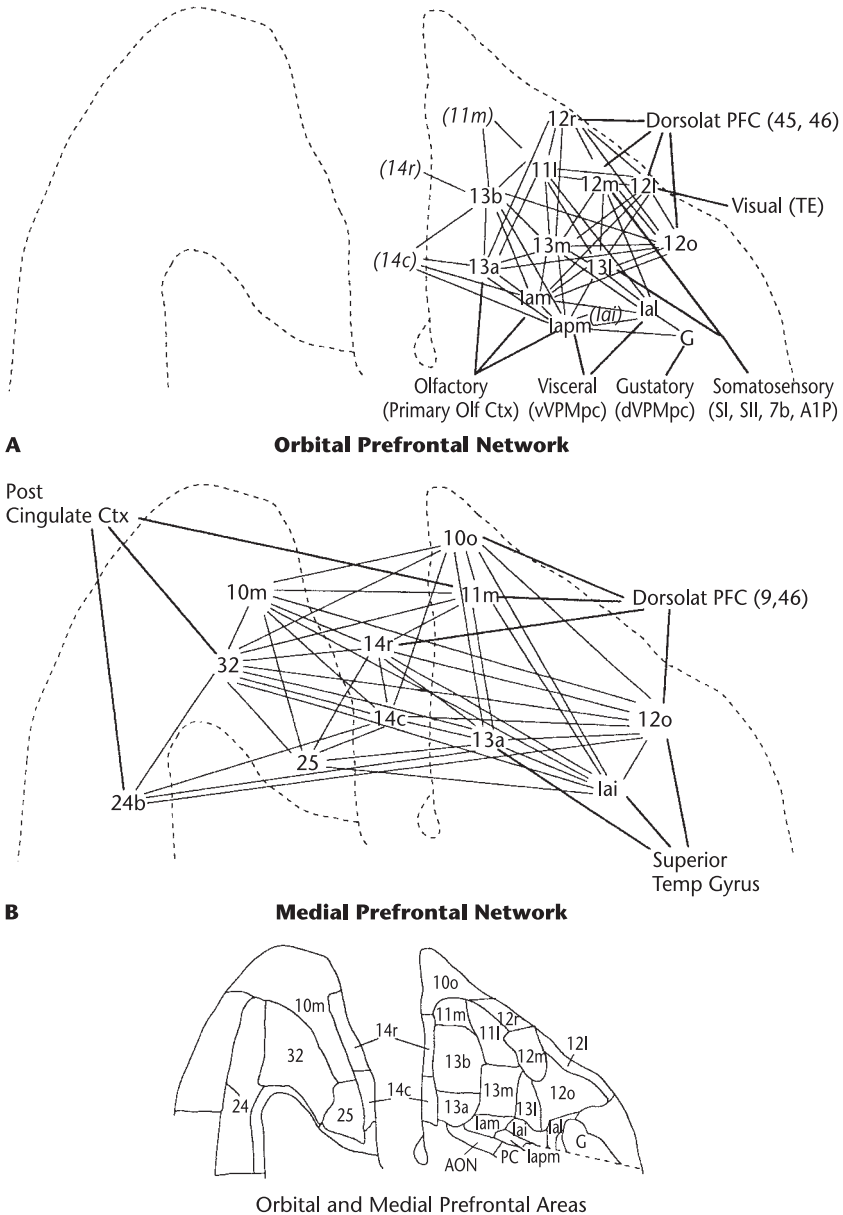 (11m)
12r
Dorsolat PFC (45, 46)
(14r)
11l
12m
12l
13b
Visual (TE)
(14c)
13a
13m
13l
12o
Iam
(Iai)
Ial
Iapm
G
Olfactory
(Primary Olf Ctx)
Visceral
(vVPMpc)
Gustatory
(dVPMpc)
Somatosensory
(SI, SII, 7b, A1P)
A
Orbital Prefrontal Network
Post
Cingulate Ctx
10o
10m
11m
Dorsolat PFC (9,46)
14r
32
14c
12o
13a
25
Iai
24b
Superior
Temp Gyrus
B
Medial Prefrontal Network
10o
10m
11m
12r
14r
11l
12l
32
13b
12m
14c
13m
12o
24
25
13a
13l
Iam
Iai
Ial
G
AON
PC
Iapm
Orbital and Medial Prefrontal Areas